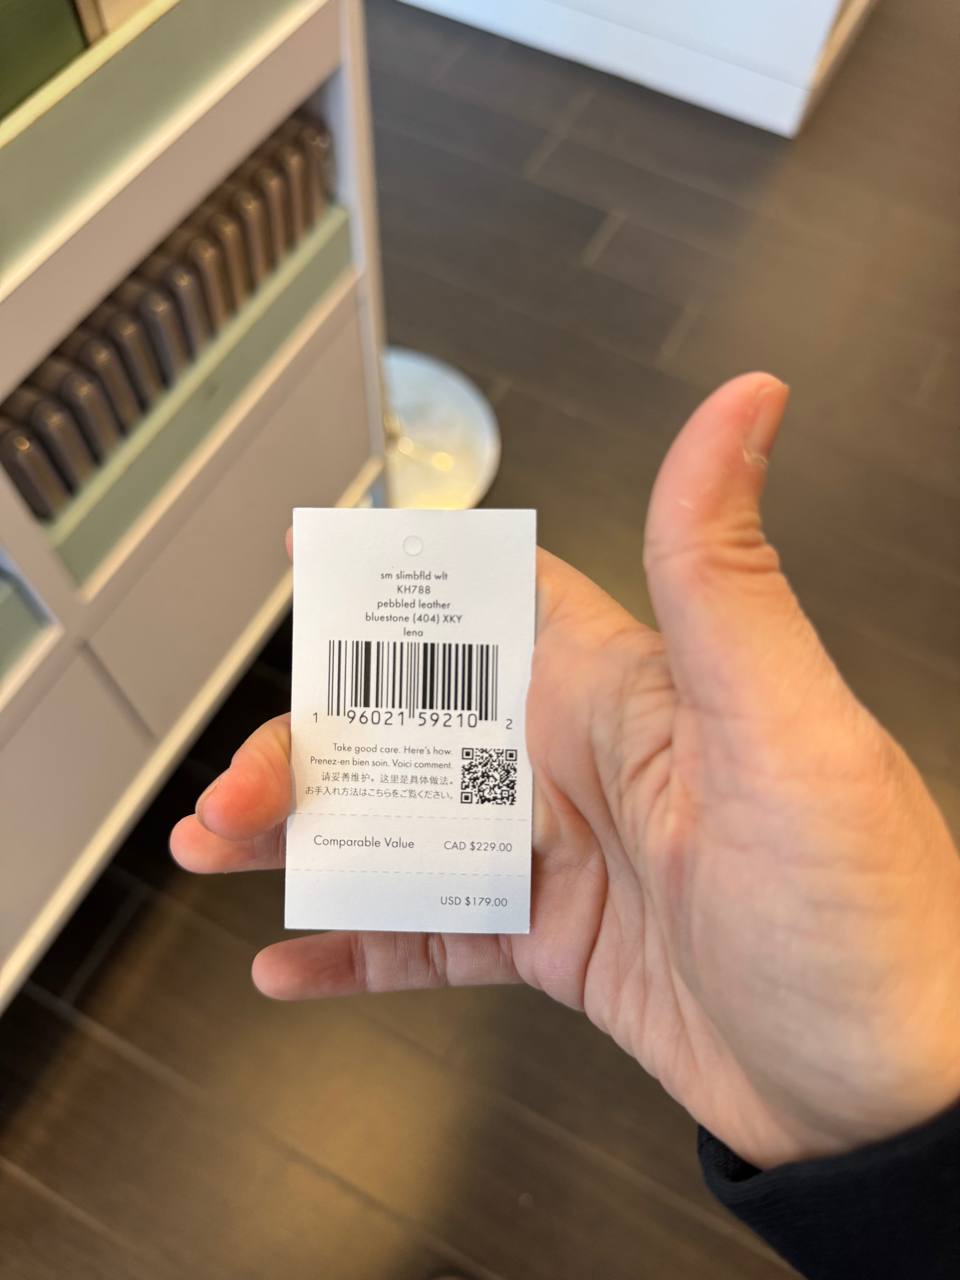 sm slimbfld wlt
KH788
pebbled leather
bluestone (404) XKY
lena
1 96021 59210 2
Take good care. Here's how.
Prenez-en bien soin. Voici comment.
请妥善维护。这里是具体做法。
お手入れ方法はこちらをご覧ください。
Comparable Value CAD $229.00
USD $179.00